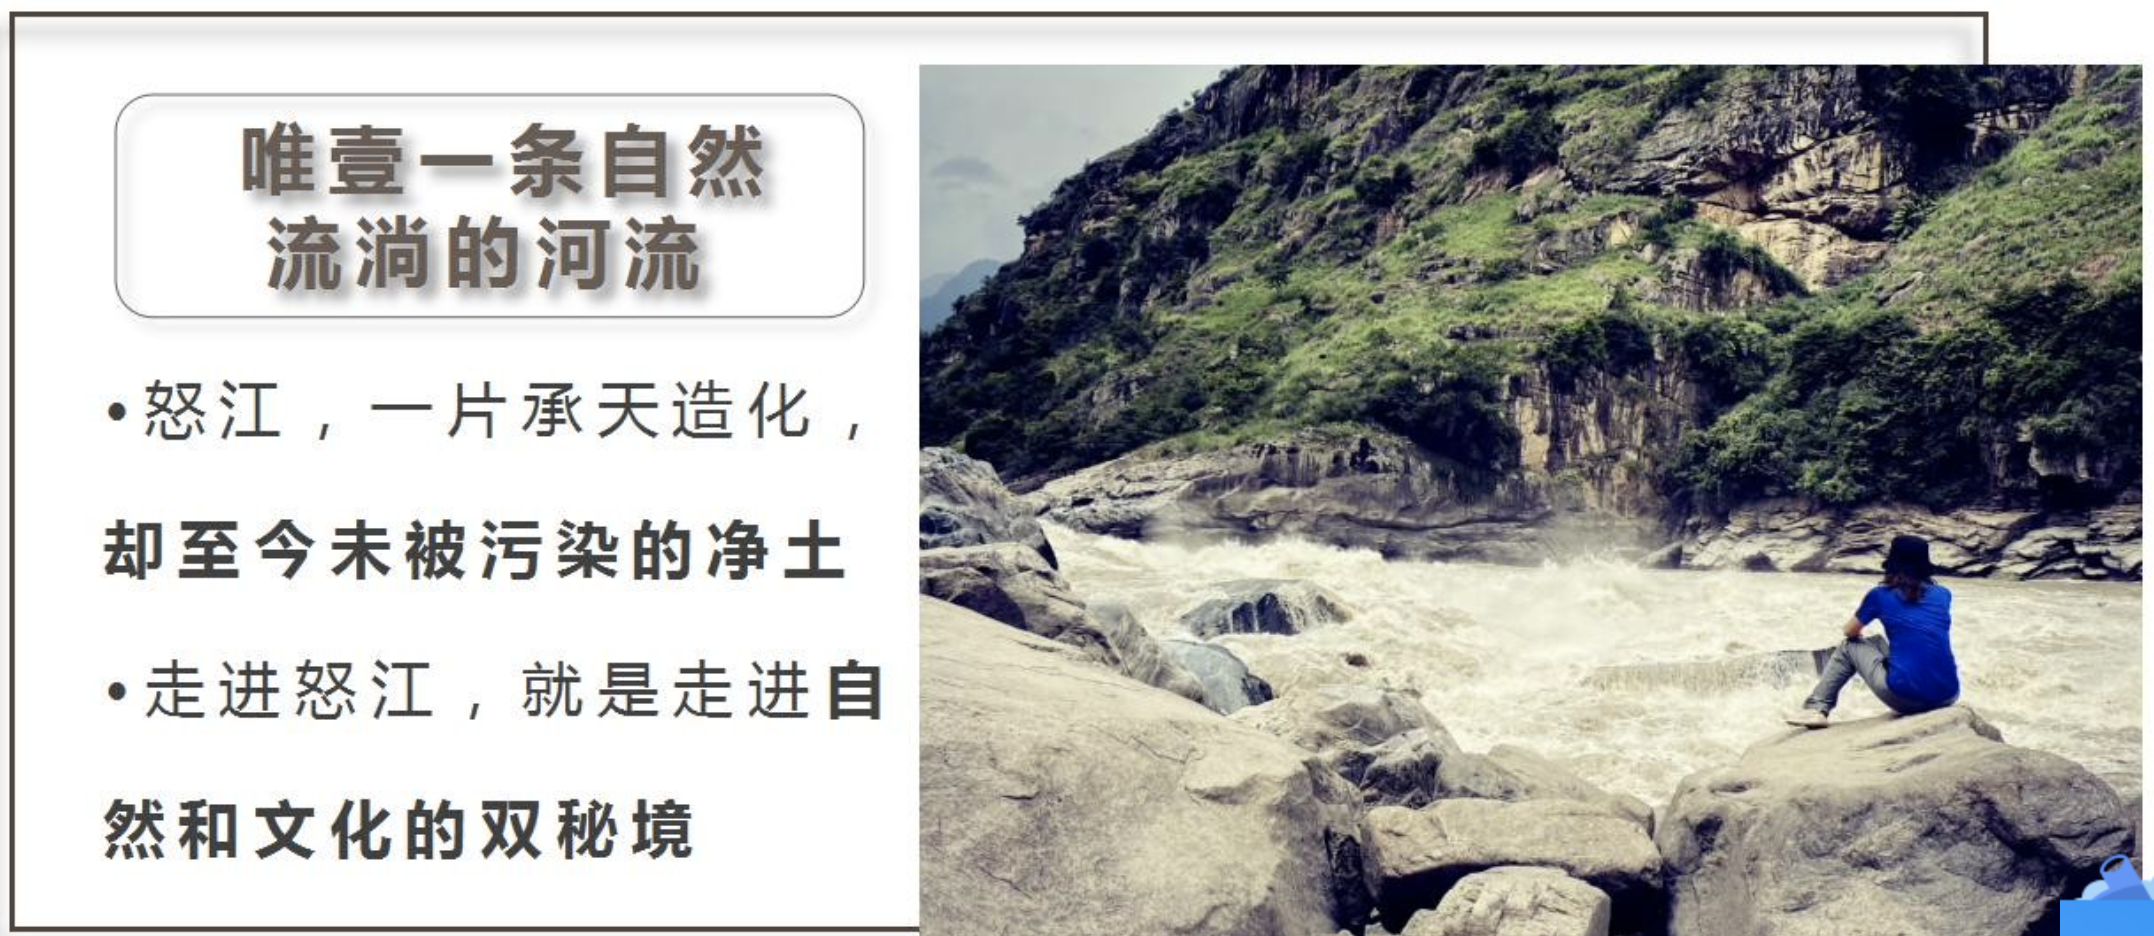 唯壹一条自然
流淌的河流
•怒江，一片承天造化，
却至今未被污染的净土
•走进怒江，就是走进自
然和文化的双秘境